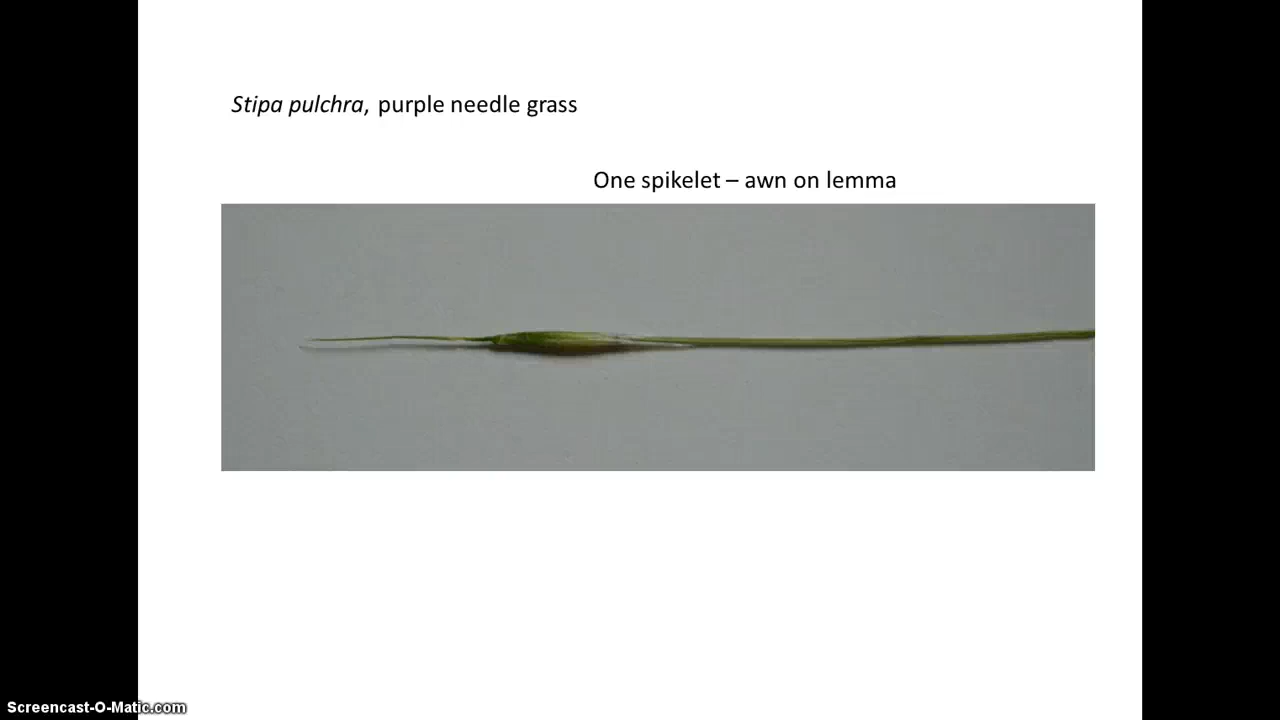 Stipa pulchra, purple needle grass
One spikelet – awn on lemma
Screencast-O-Matic.com